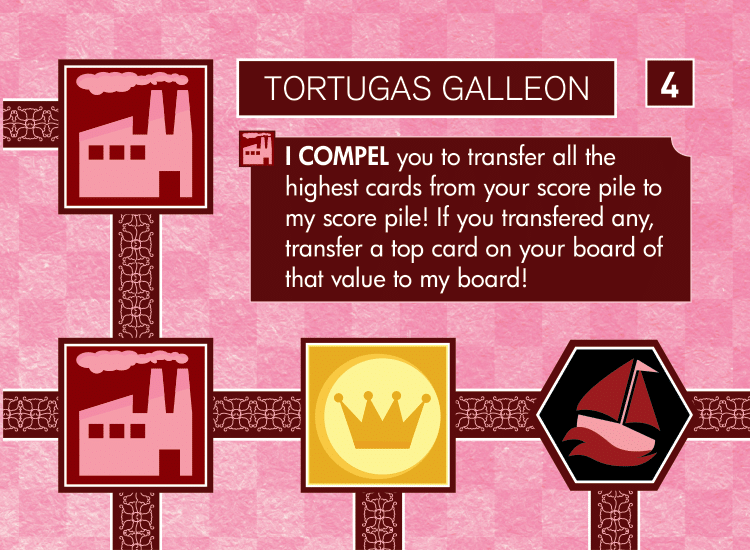 TORTUGAS GALLEON
4
I COMPEL you to transfer all the
highest cards from your score pile to
my score pile! If you transfered any,
transfer a top card on your board of
that value to my board!